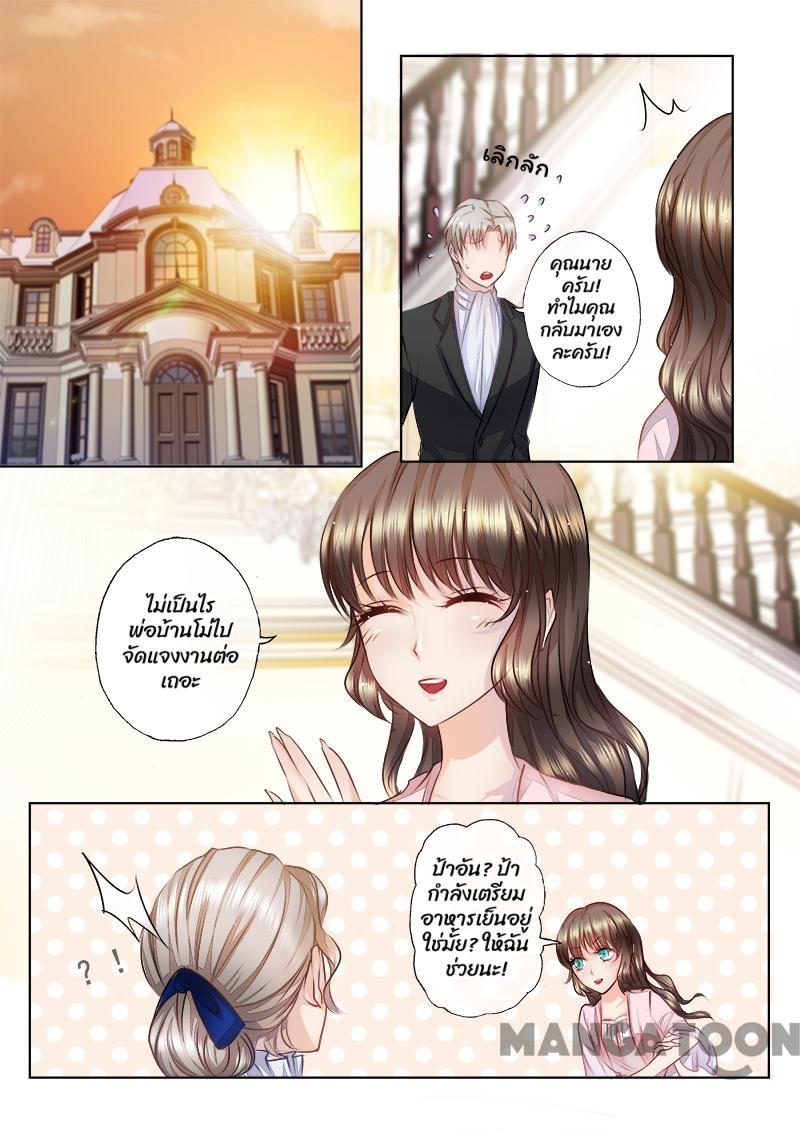 เลิกลัก
คุณนาย
ครับ!
ทำไมคุณ
กลับมาเอง
ละครับ!
ไม่เป็นไร
พ่อบ้านโม่ไป
จัดแจงงานต่อ
เถอะ
ป้าอัน? ป้า
กำลังเตรียม
อาหารเย็นอยู่
ใช่มั้ย? ให้ฉัน
ช่วยนะ!
? !
MANGATOON